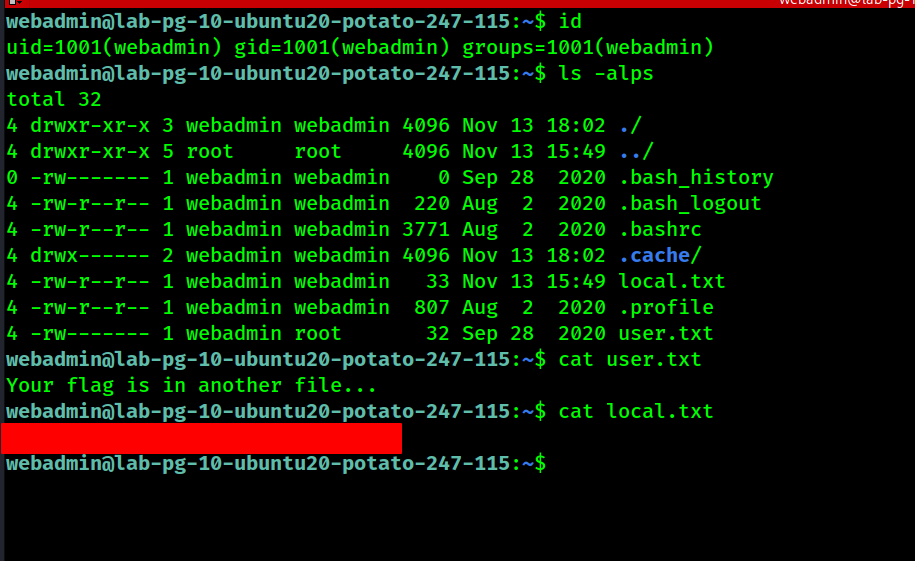 webadmin@lab-pg-1
webadmin@lab-pg-10-ubuntu20-potato-247-115:~$ id
uid=1001(webadmin) gid=1001(webadmin) groups=1001(webadmin)
webadmin@lab-pg-10-ubuntu20-potato-247-115:~$ ls -alps
total 32
4 drwxr-xr-x 3 webadmin webadmin 4096 Nov 13 18:02 ./
4 drwxr-xr-x 5 root     root     4096 Nov 13 15:49 ../
0 -rw------- 1 webadmin webadmin    0 Sep 28  2020 .bash_history
4 -rw-r--r-- 1 webadmin webadmin  220 Aug  2  2020 .bash_logout
4 -rw-r--r-- 1 webadmin webadmin 3771 Aug  2  2020 .bashrc
4 drwx------ 2 webadmin webadmin 4096 Nov 13 18:02 .cache/
4 -rw-r--r-- 1 webadmin webadmin   33 Nov 13 15:49 local.txt
4 -rw-r--r-- 1 webadmin webadmin  807 Aug  2  2020 .profile
4 -rw------- 1 webadmin root       32 Sep 28  2020 user.txt
webadmin@lab-pg-10-ubuntu20-potato-247-115:~$ cat user.txt
Your flag is in another file...
webadmin@lab-pg-10-ubuntu20-potato-247-115:~$ cat local.txt
webadmin@lab-pg-10-ubuntu20-potato-247-115:~$